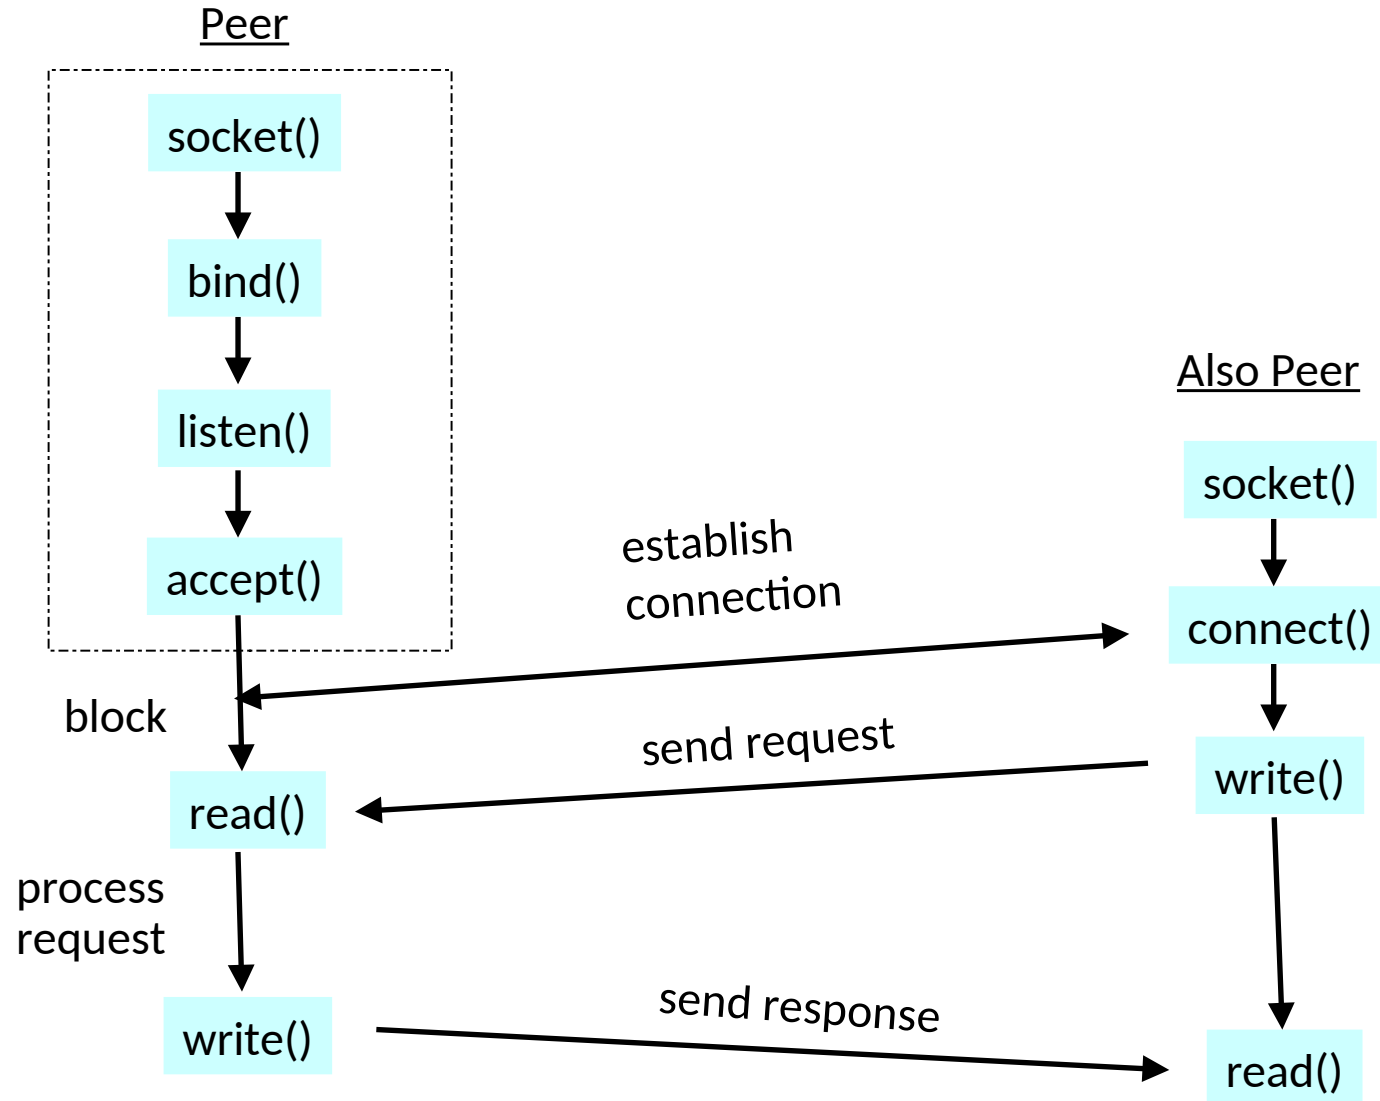 Peer
socket()
bind()
listen()
accept()
block
read()
process
request
write()
establish
connection
send request
send response
Also Peer
socket()
connect()
write()
read()